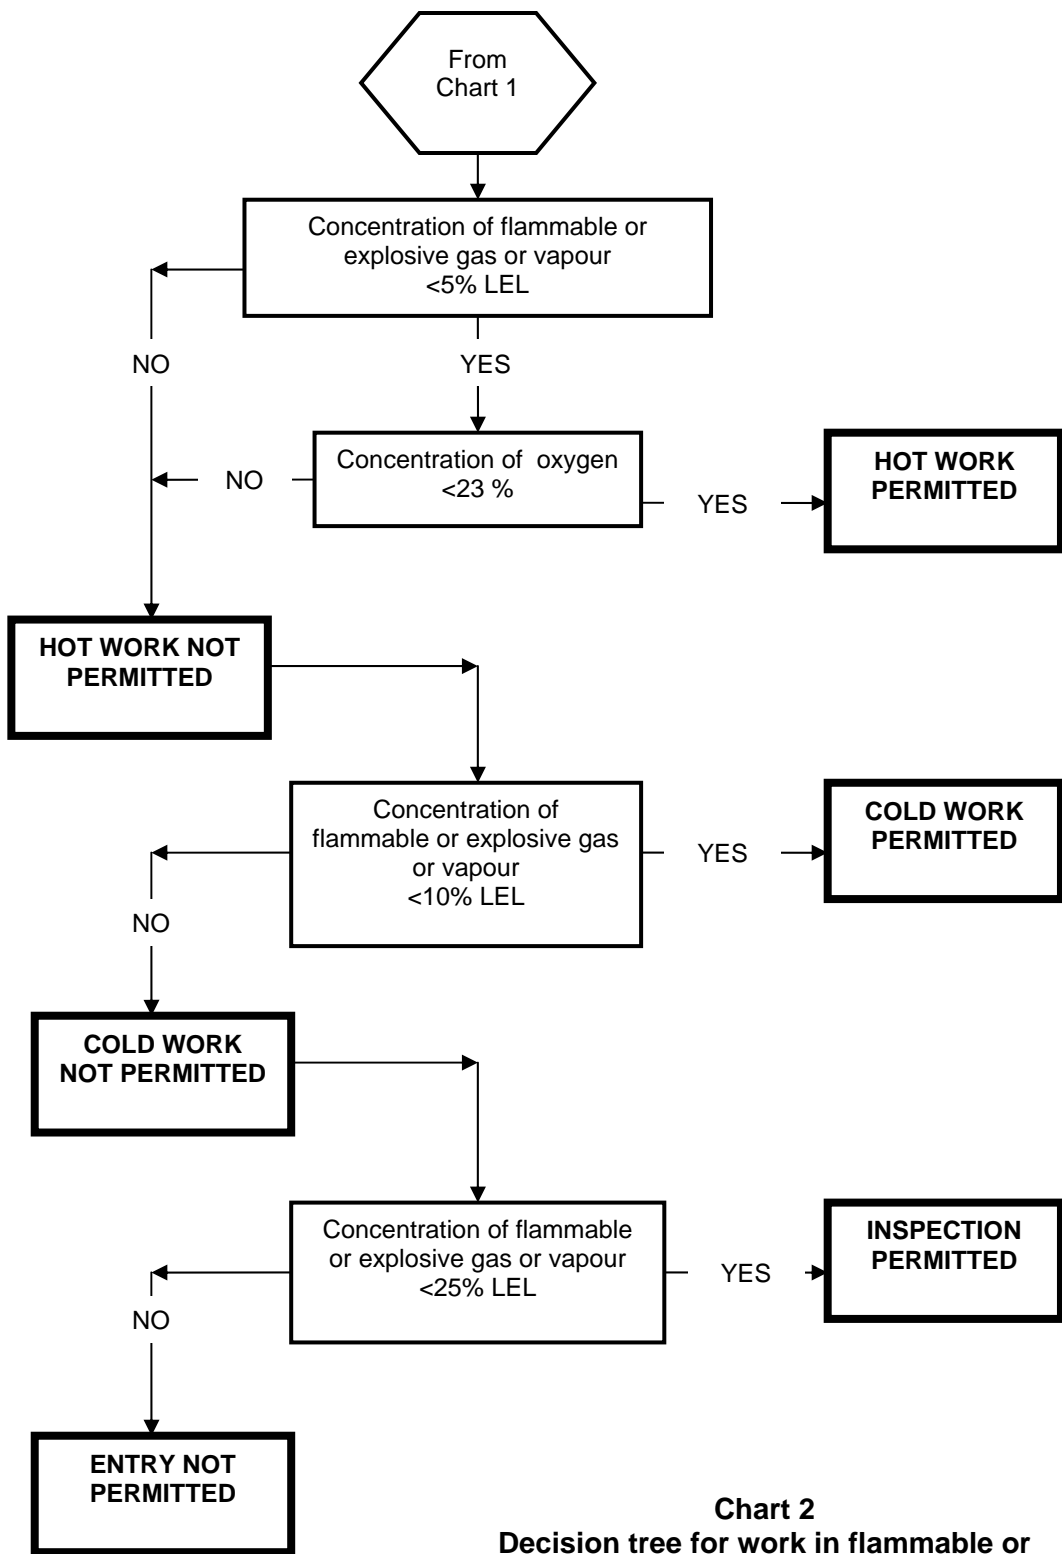 From
Chart 1
Concentration of flammable or
explosive gas or vapour
<5% LEL
NO
YES
Concentration of  oxygen
<23 %
NO
YES
HOT WORK
PERMITTED
HOT WORK NOT
PERMITTED
Concentration of
flammable or explosive gas
or vapour
<10% LEL
YES
COLD WORK
PERMITTED
NO
COLD WORK
NOT PERMITTED
Concentration of flammable
or explosive gas or vapour
<25% LEL
YES
INSPECTION
PERMITTED
NO
ENTRY NOT
PERMITTED
Chart 2
Decision tree for work in flammable or